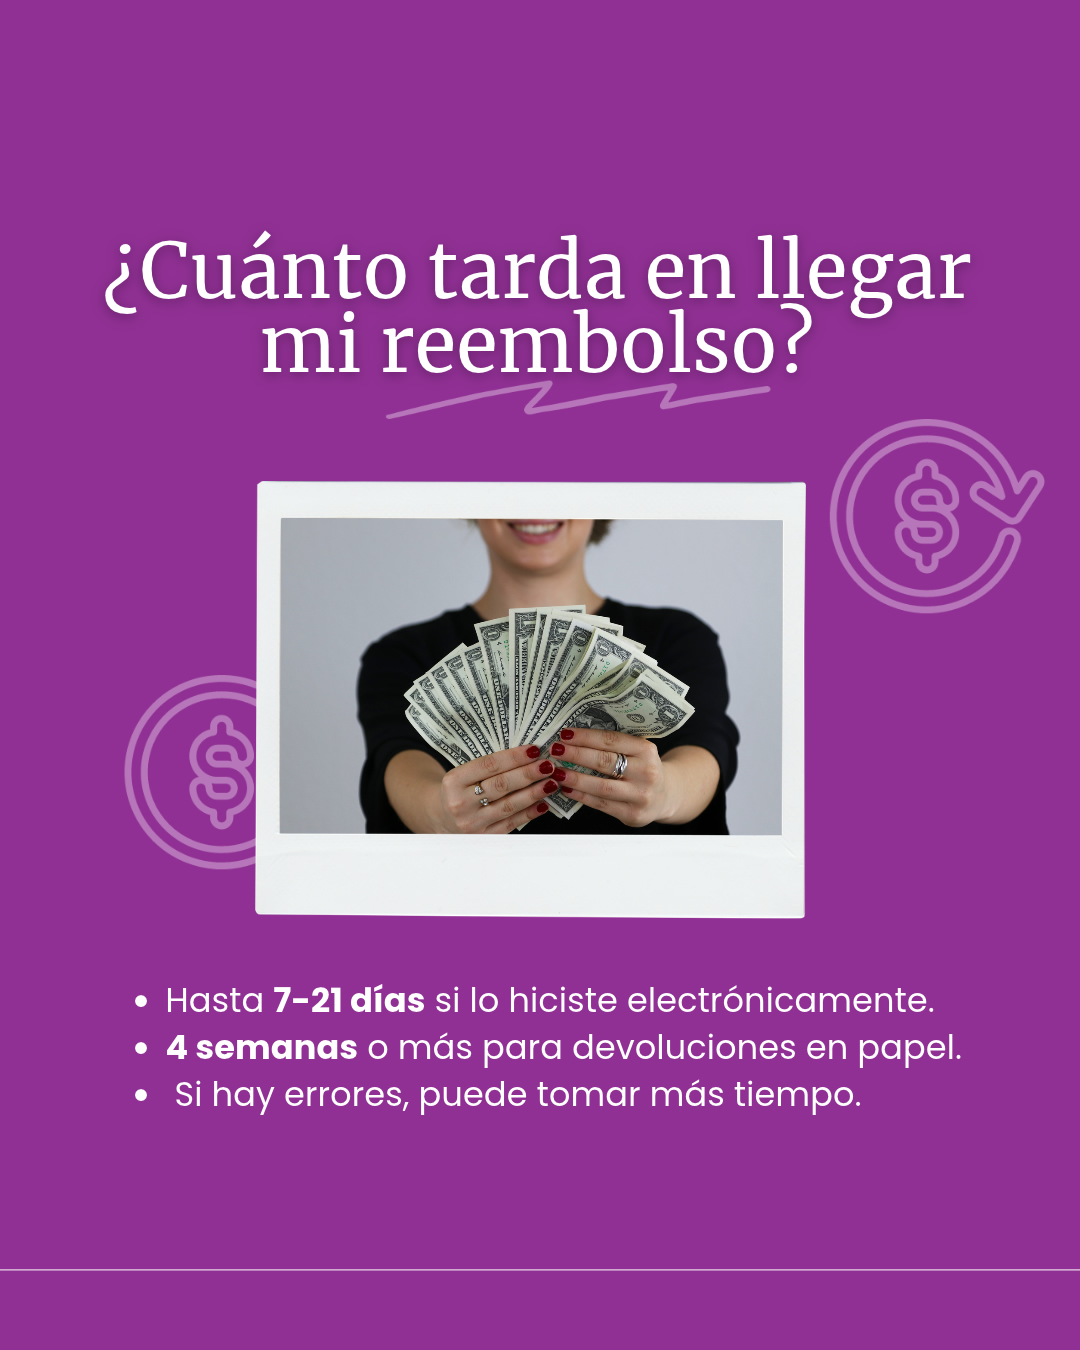 ¿Cuánto tarda en llegar
mi reembolso?
• Hasta 7-21 días si lo hiciste electrónicamente.
• 4 semanas o más para devoluciones en papel.
• Si hay errores, puede tomar más tiempo.